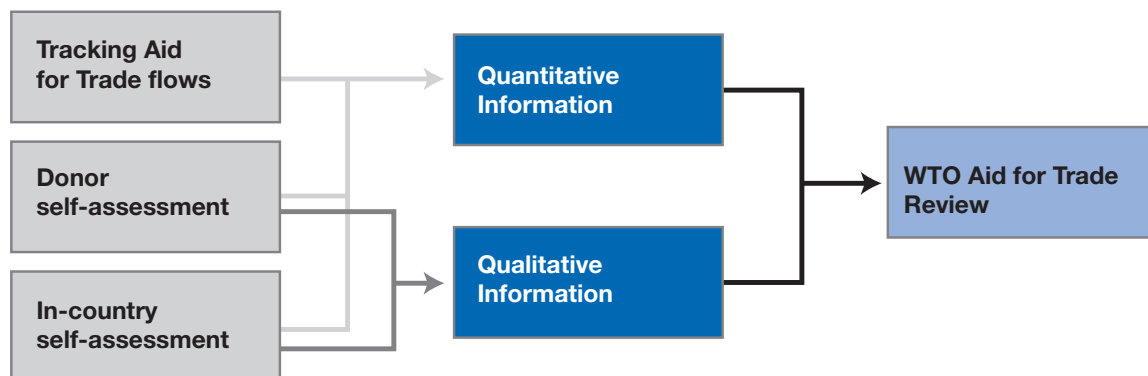 Tracking Aid
for Trade flows
Donor
self-assessment
In-country
self-assessment
Quantitative
Information
Qualitative
Information
WTO Aid for Trade
Review